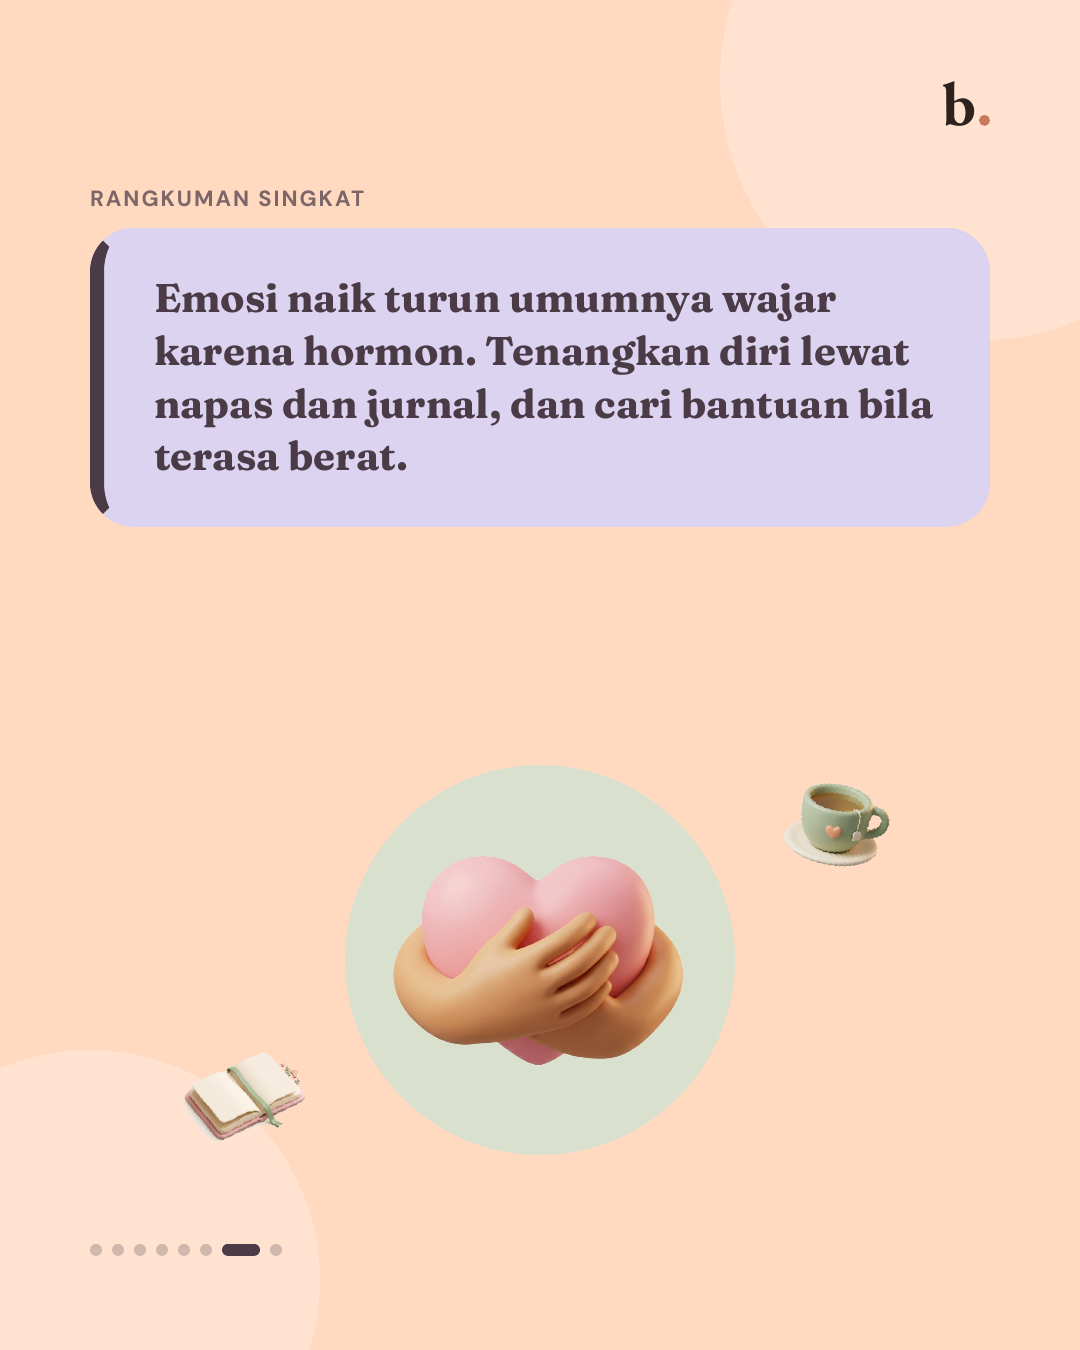 b.
RANGKUMAN SINGKAT
Emosi naik turun umumnya wajar
karena hormon. Tenangkan diri lewat
napas dan jurnal, dan cari bantuan bila
terasa berat.